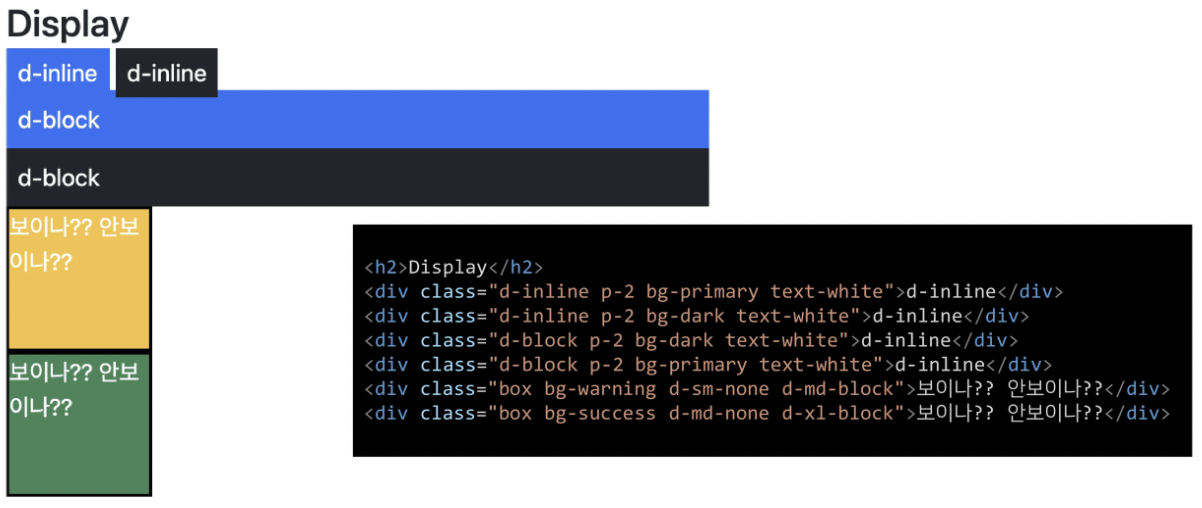 Display
d-inline d-inline
d-block
d-block
보이나?? 안보
이나??
보이나?? 안보
이나??
<h2>Display</h2>
<div class="d-inline p-2 bg-primary text-white">d-inline</div>
<div class="d-inline p-2 bg-dark text-white">d-inline</div>
<div class="d-block p-2 bg-dark text-white">d-inline</div>
<div class="d-block p-2 bg-primary text-white">d-inline</div>
<div class="box bg-warning d-sm-none d-md-block">보이나?? 안보이나??</div>
<div class="box bg-success d-md-none d-xl-block">보이나?? 안보이나??</div>